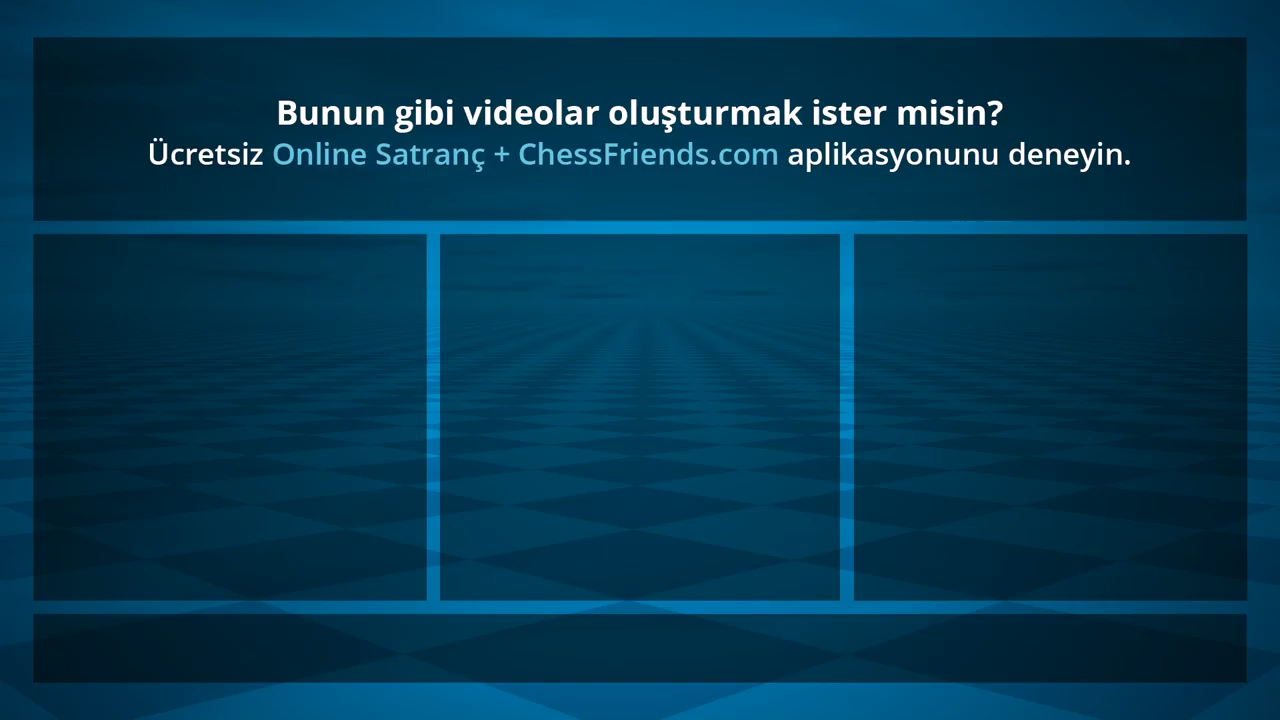 Bunun gibi videolar oluşturmak ister misin?
Ücretsiz Online Satranç + ChessFriends.com aplikasyonunu deneyin.